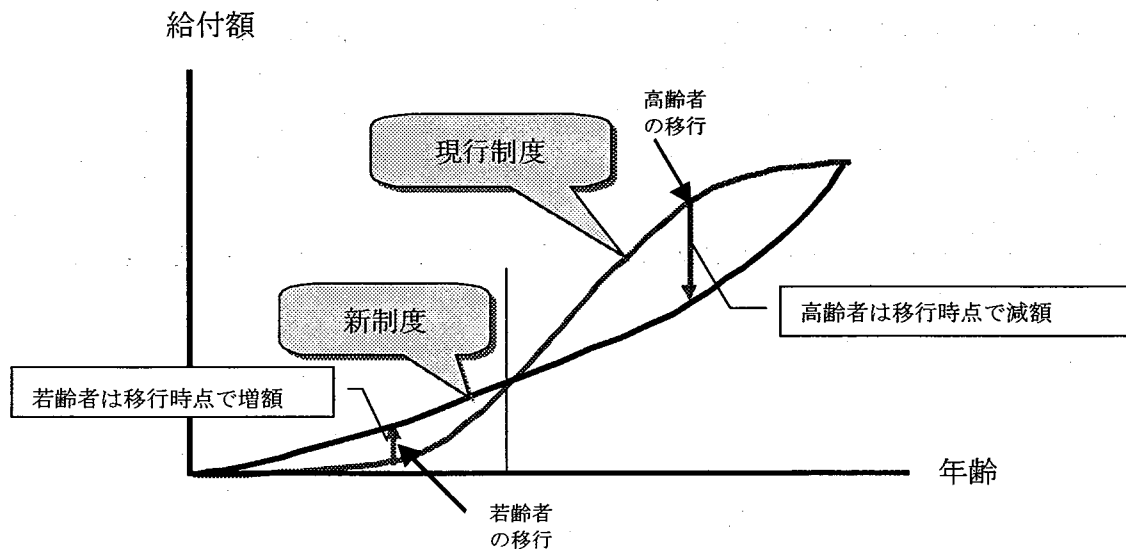 給付額
高齢者
の移行
現行制度
新制度
高齢者は移行時点で減額
若齢者は移行時点で増額
年齢
若齢者
の移行